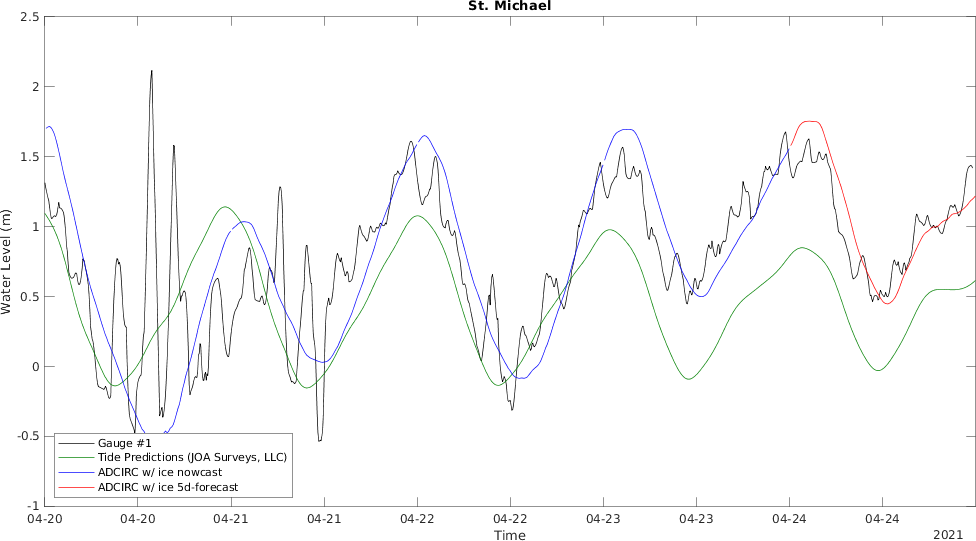 St. Michael
2.5
2
1.5
1
0.5
0
-0.5
-1
Water Level (m)
Gauge #1
Tide Predictions (JOA Surveys, LLC)
ADCIRC w/ ice nowcast
ADCIRC w/ ice 5d-forecast
04-20 04-20 04-21 04-21 04-22 04-22 04-23 04-23 04-24 04-24
2021
Time